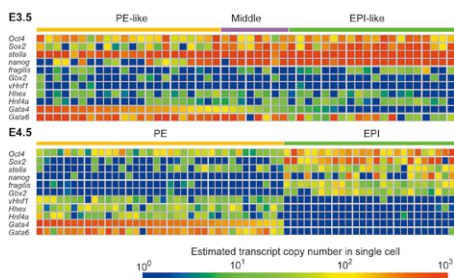 E3.5 PE-like Middle EPI-like
Oct4
Sox2
stella
nanog
fragilis
Gbx2
vHnf1
Hhex
Hnf4a
Gata4
Gata6
E4.5 PE EPI
Oct4
Sox2
stella
nanog
fragilis
Gbx2
vHnf1
Hhex
Hnf4a
Gata4
Gata6
Estimated transcript copy number in single cell
10⁰ 10¹ 10² 10³